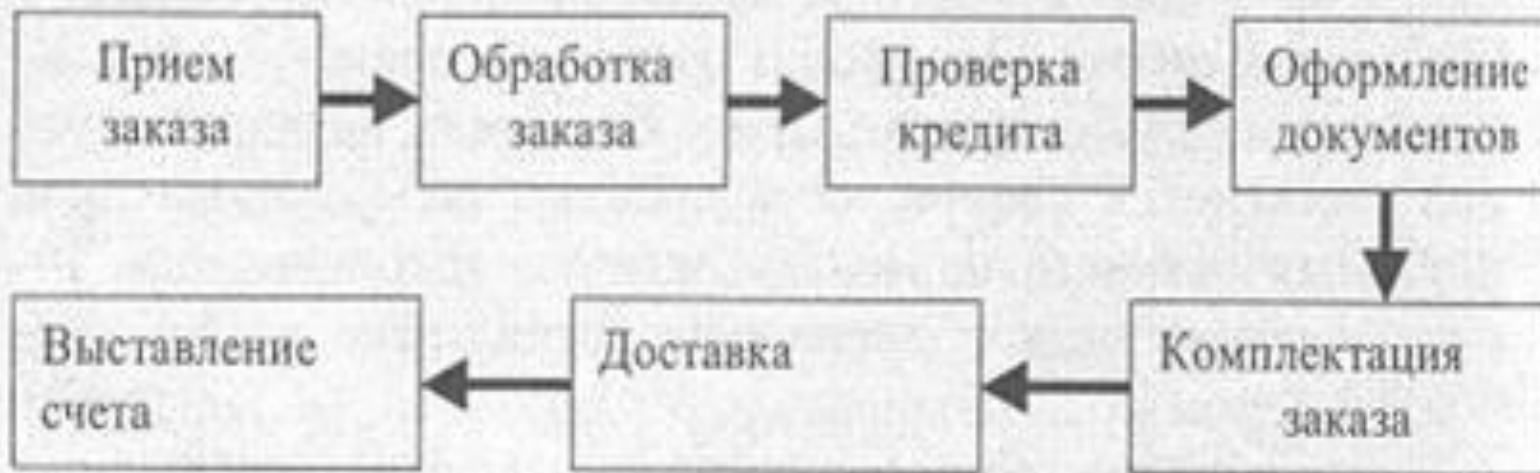 Прием
заказа
Обработка
заказа
Проверка
кредита
Оформление
документов
Комплектация
заказа
Доставка
Выставление
счета